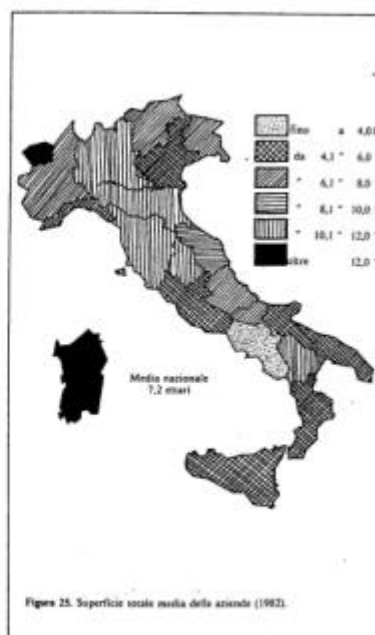 fino a 4,0
da 4,1 " 6,0
" 6,1 " 8,0
" 8,1 " 10,0
" 10,1 " 12,0
oltre 12,0
Media nazionale
7,2 ettari
Figura 25. Superficie totale media delle aziende (1982).